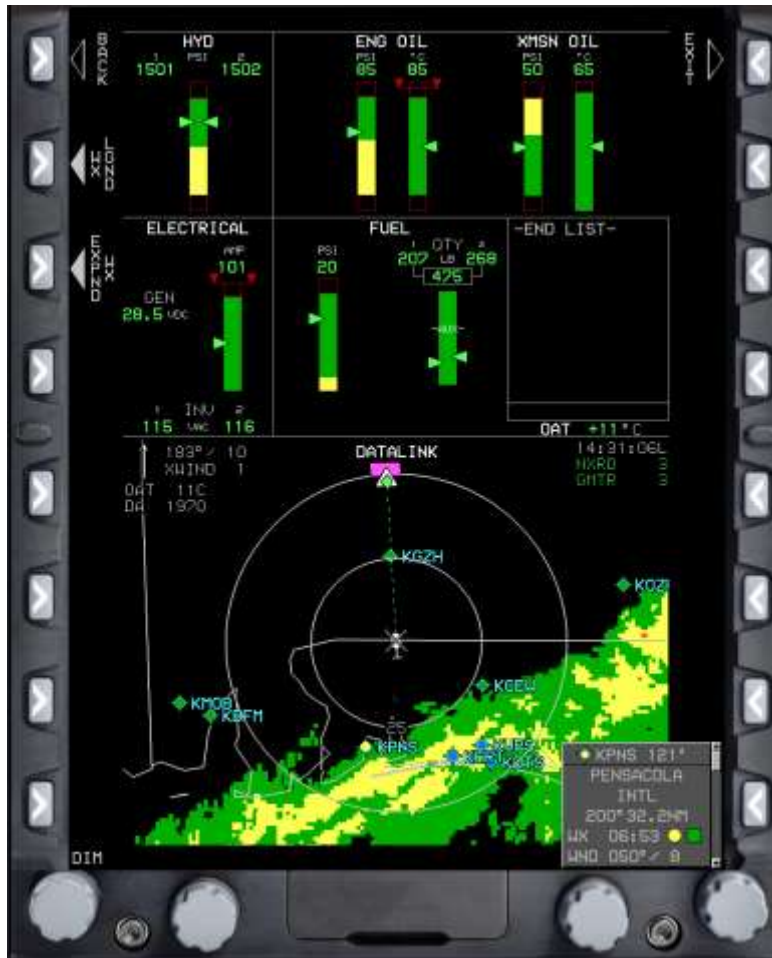 BACK
HYD
1 PSI 2
1501 1502
ENG OIL
PSI °C
85 85
XMSN OIL
PSI °C
50 65
EXIT
WX LGND
WX EXPND
ELECTRICAL
AMP
101
GEN
28.5 VDC
1 INV 2
115 VAC 116
FUEL
PSI
20
1 QTY 2
207 LB 268
475
-AUX-
-END LIST-
OAT +11°C
183°/ 10
XWIND 1
OAT 11C
DA 1970
DATALINK
14:31:06L
NXRD 3
GMTR 3
KGZH
KOZ
KCEW
KMOB
KBFM
25
KPNS
KPNS 121°
PENSACOLA
INTL
200°32.2NM
WX 06:53
WND 050°/ 8
DIM